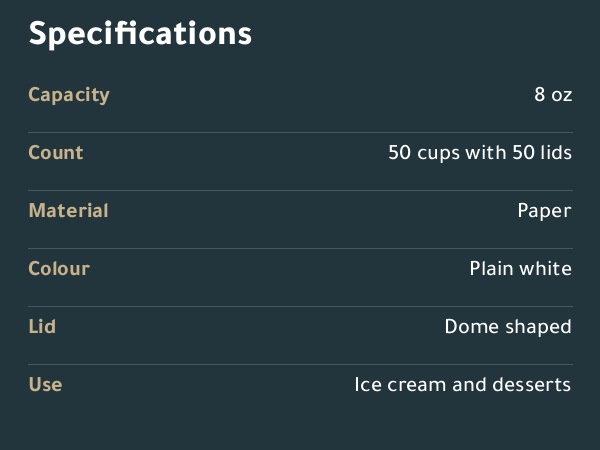 Specifications
Capacity 8 oz
Count 50 cups with 50 lids
Material Paper
Colour Plain white
Lid Dome shaped
Use Ice cream and desserts